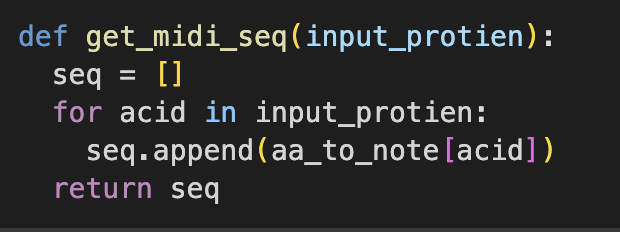 def get_midi_seq(input_protien):
  seq = []
  for acid in input_protien:
    seq.append(aa_to_note[acid])
  return seq